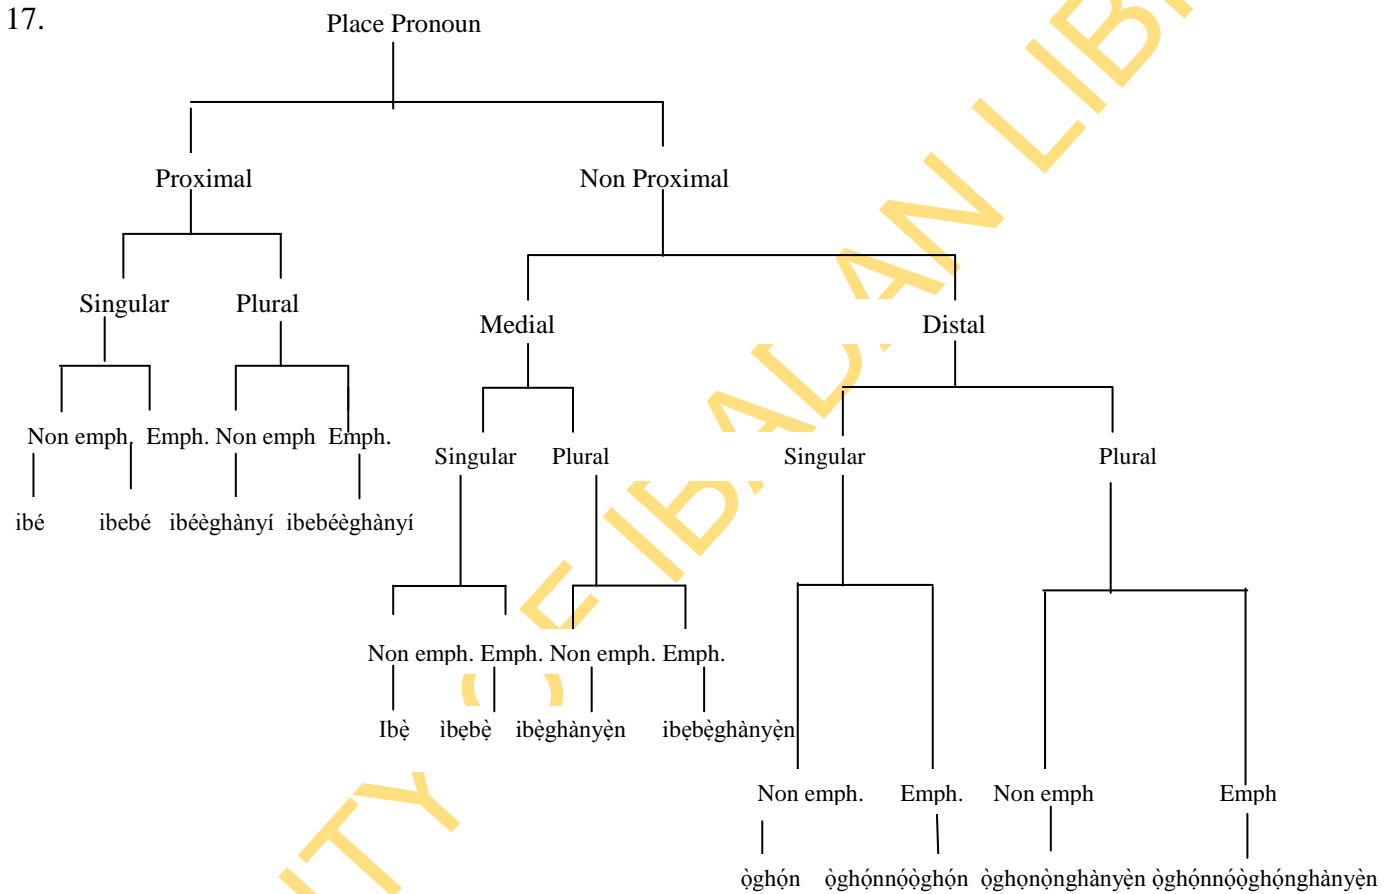 17.
Place Pronoun
Proximal Non Proximal
Singular Plural
Medial Distal
Non emph. Emph. Non emph Emph.
Singular Plural Singular Plural
ibé ibebé ibéèghànyí ibebéèghànyí
Non emph. Emph. Non emph. Emph.
Ibẹ̀ ìbẹbẹ̀ ibẹ̀ghànyẹ̀n ibẹbẹ̀ghànyẹ̀n
Non emph. Emph. Non emph Emph
ọ̀ghọ́n ọ̀ghọ́nnọ́ọ̀ghọ́n ọ̀ghọnọ̀nghànyẹ̀n ọ̀ghọ́nnọ́ọ̀ghọ́nghànyẹ̀n